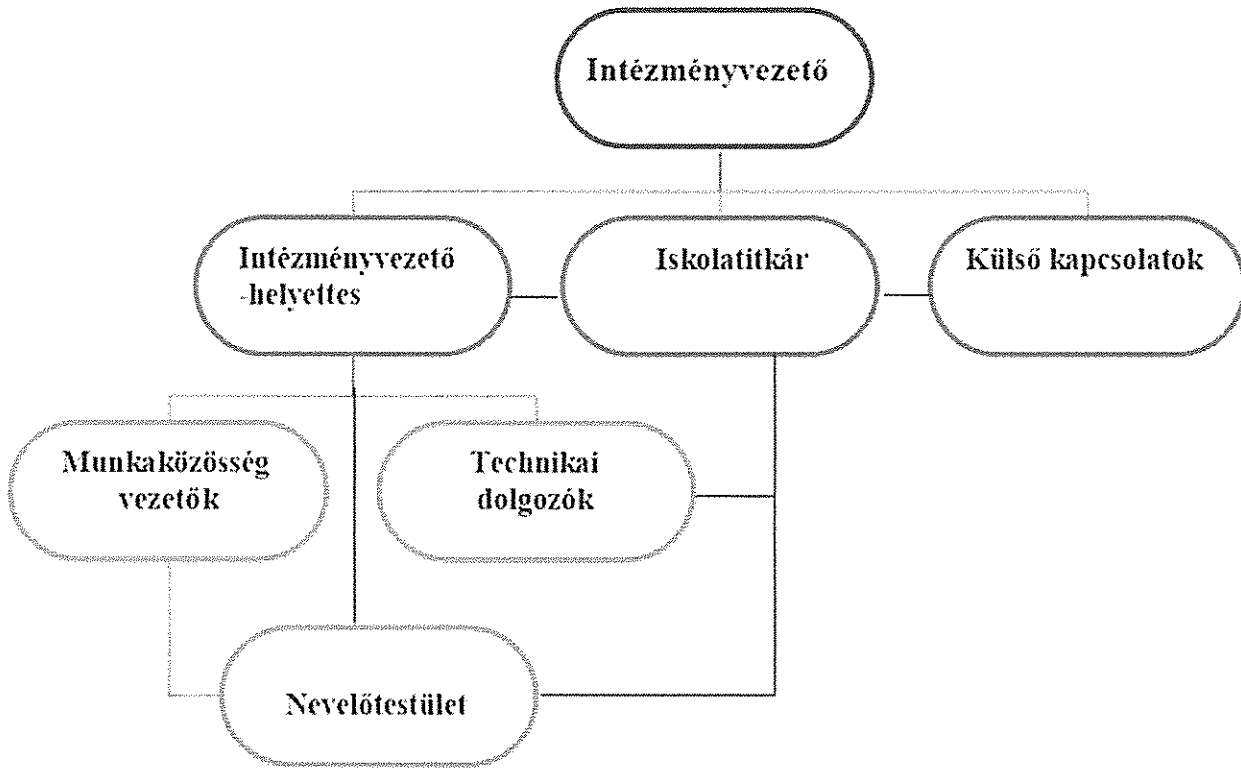 Intézményvezető
Intézményvezető
-helyettes
Iskolatitkár
Külső kapcsolatok
Munkaközösség
vezetők
Technikai
dolgozók
Nevelőtestület